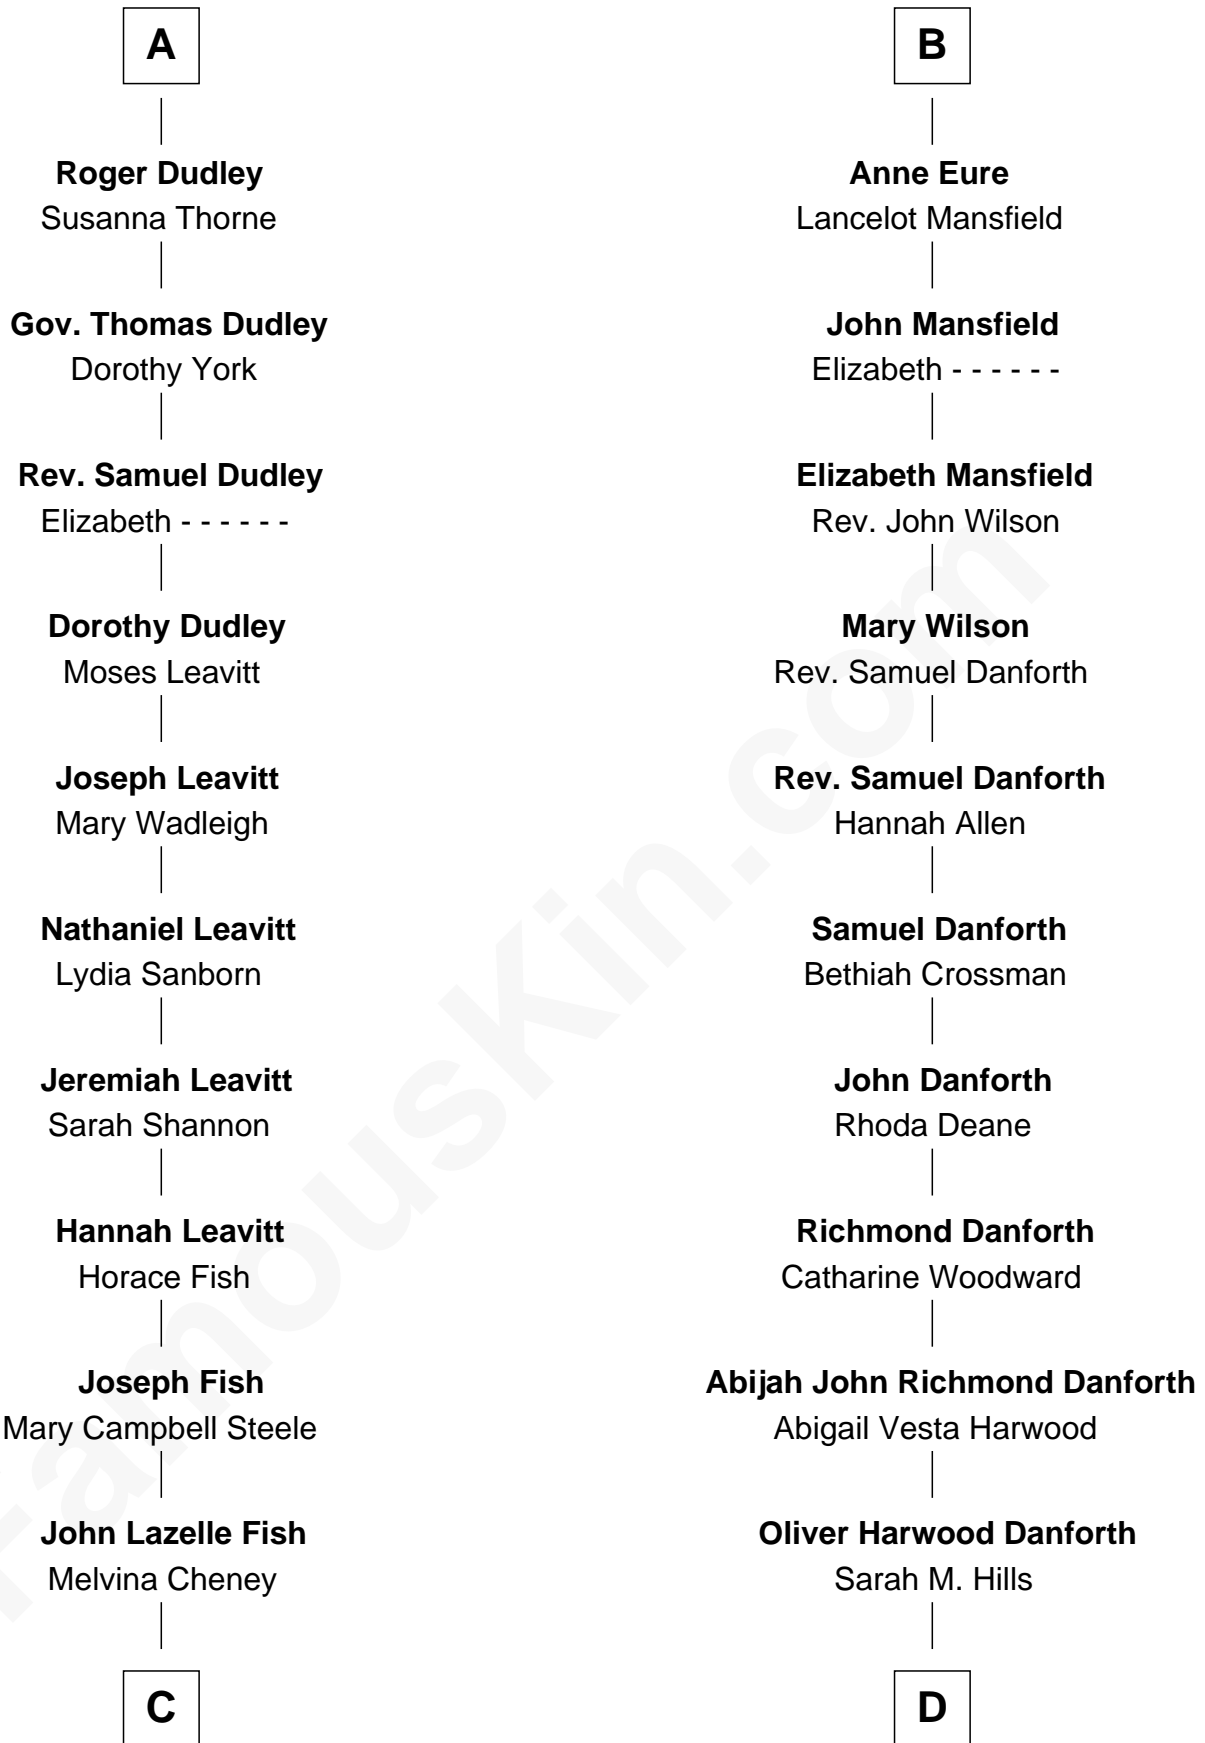 A
Roger Dudley
Susanna Thorne
Gov. Thomas Dudley
Dorothy York
Rev. Samuel Dudley
Elizabeth - - - - - -
Dorothy Dudley
Moses Leavitt
Joseph Leavitt
Mary Wadleigh
Nathaniel Leavitt
Lydia Sanborn
Jeremiah Leavitt
Sarah Shannon
Hannah Leavitt
Horace Fish
Joseph Fish
Mary Campbell Steele
John Lazelle Fish
Melvina Cheney
C
B
Anne Eure
Lancelot Mansfield
John Mansfield
Elizabeth - - - - - -
Elizabeth Mansfield
Rev. John Wilson
Mary Wilson
Rev. Samuel Danforth
Rev. Samuel Danforth
Hannah Allen
Samuel Danforth
Bethiah Crossman
John Danforth
Rhoda Deane
Richmond Danforth
Catharine Woodward
Abijah John Richmond Danforth
Abigail Vesta Harwood
Oliver Harwood Danforth
Sarah M. Hills
D
FamousKin.com